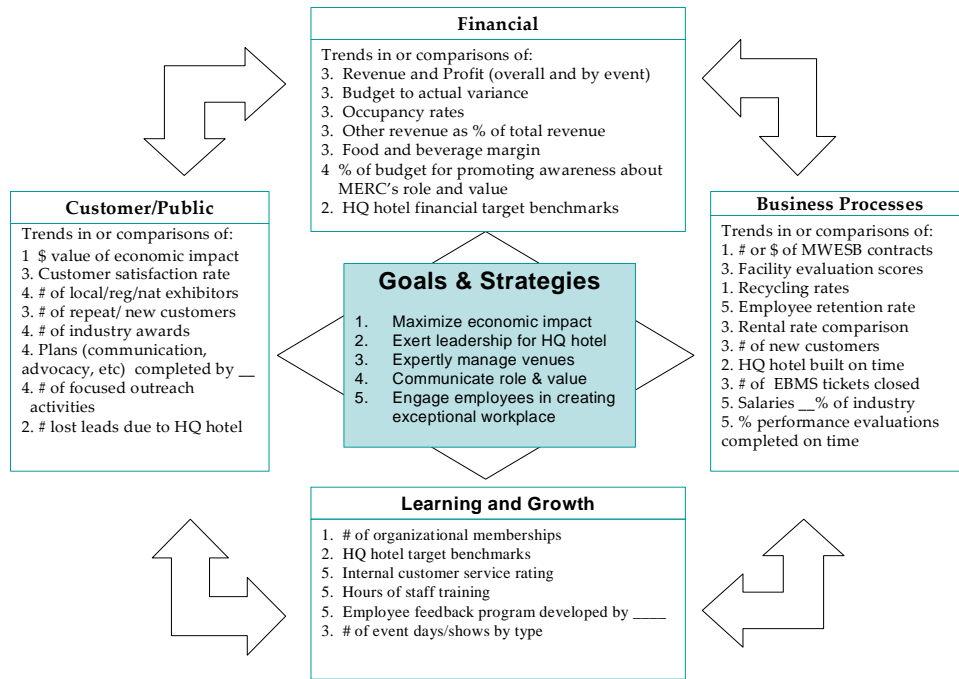 Financial
Trends in or comparisons of:
3. Revenue and Profit (overall and by event)
3. Budget to actual variance
3. Occupancy rates
3. Other revenue as % of total revenue
3. Food and beverage margin
4 % of budget for promoting awareness about
MERC's role and value
2. HQ hotel financial target benchmarks
Customer/Public
Trends in or comparisons of:
1 $ value of economic impact
3. Customer satisfaction rate
4. # of local/reg/nat exhibitors
3. # of repeat/ new customers
4. # of industry awards
4. Plans (communication,
advocacy, etc) completed by __
4. # of focused outreach
activities
2. # lost leads due to HQ hotel
Goals & Strategies
1. Maximize economic impact
2. Exert leadership for HQ hotel
3. Expertly manage venues
4. Communicate role & value
5. Engage employees in creating
exceptional workplace
Business Processes
Trends in or comparisons of:
1. # or $ of MWESB contracts
3. Facility evaluation scores
1. Recycling rates
5. Employee retention rate
3. Rental rate comparison
3. # of new customers
2. HQ hotel built on time
3. # of EBMS tickets closed
5. Salaries __% of industry
5. % performance evaluations
completed on time
Learning and Growth
1. # of organizational memberships
2. HQ hotel target benchmarks
5. Internal customer service rating
5. Hours of staff training
5. Employee feedback program developed by ____
3. # of event days/shows by type